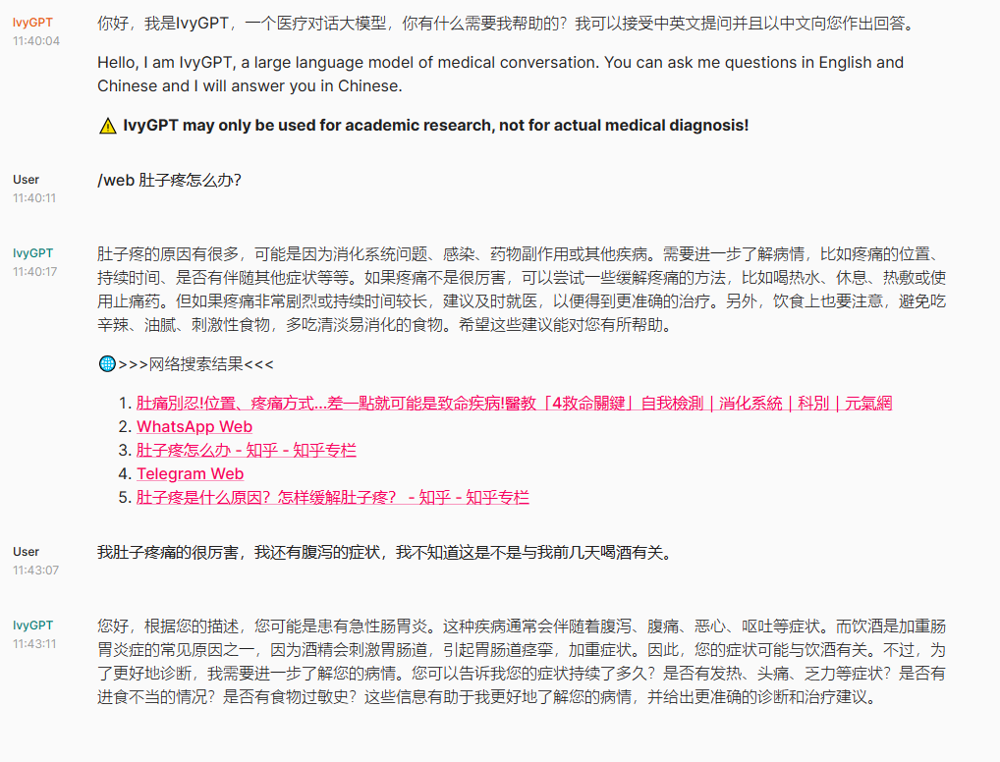 IvyGPT
11:40:04
你好，我是IvyGPT，一个医疗对话大模型，你有什么需要我帮助的？我可以接受中英文提问并且以中文向您作出回答。
Hello, I am IvyGPT, a large language model of medical conversation. You can ask me questions in English and
Chinese and I will answer you in Chinese.
⚠ IvyGPT may only be used for academic research, not for actual medical diagnosis!
User
11:40:11
/web 肚子疼怎么办？
IvyGPT
11:40:17
肚子疼的原因有很多，可能是因为消化系统问题、感染、药物副作用或其他疾病。需要进一步了解病情，比如疼痛的位置、
持续时间、是否有伴随其他症状等等。如果疼痛不是很厉害，可以尝试一些缓解疼痛的方法，比如喝热水、休息、热敷或使
用止痛药。但如果疼痛非常剧烈或持续时间较长，建议及时就医，以便得到更准确的治疗。另外，饮食上也要注意，避免吃
辛辣、油腻、刺激性食物，多吃清淡易消化的食物。希望这些建议能对您有所帮助。
🌐>>>网络搜索结果<<<
1. 肚痛別忍!位置、疼痛方式...差一點就可能是致命疾病!醫教「4救命關鍵」自我檢測 | 消化系統 | 科別 | 元氣網
2. WhatsApp Web
3. 肚子疼怎么办 - 知乎 - 知乎专栏
4. Telegram Web
5. 肚子疼是什么原因？怎样缓解肚子疼？ - 知乎 - 知乎专栏
User
11:43:07
我肚子疼痛的很厉害，我还有腹泻的症状，我不知道这是不是与我前几天喝酒有关。
IvyGPT
11:43:11
您好，根据您的描述，您可能是患有急性肠胃炎。这种疾病通常会伴随着腹泻、腹痛、恶心、呕吐等症状。而饮酒是加重肠
胃炎症的常见原因之一，因为酒精会刺激胃肠道，引起胃肠道痉挛，加重症状。因此，您的症状可能与饮酒有关。不过，为
了更好地诊断，我需要进一步了解您的病情。您可以告诉我您的症状持续了多久？是否有发热、头痛、乏力等症状？是否有
进食不当的情况？是否有食物过敏史？这些信息有助于我更好地了解您的病情，并给出更准确的诊断和治疗建议。